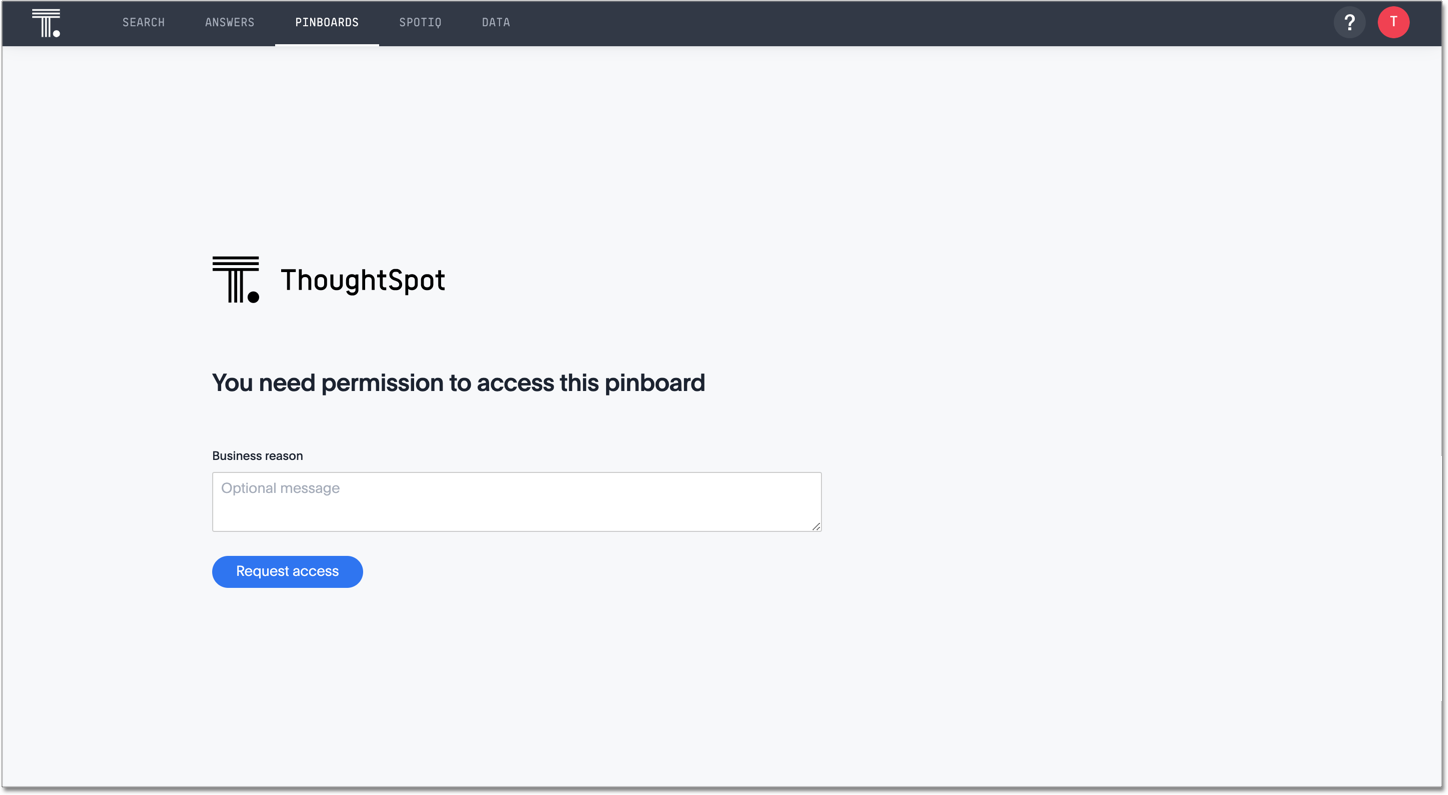 T. SEARCH ANSWERS PINBOARDS SPOTIQ DATA ? T
T. ThoughtSpot
You need permission to access this pinboard
Business reason
Optional message
Request access